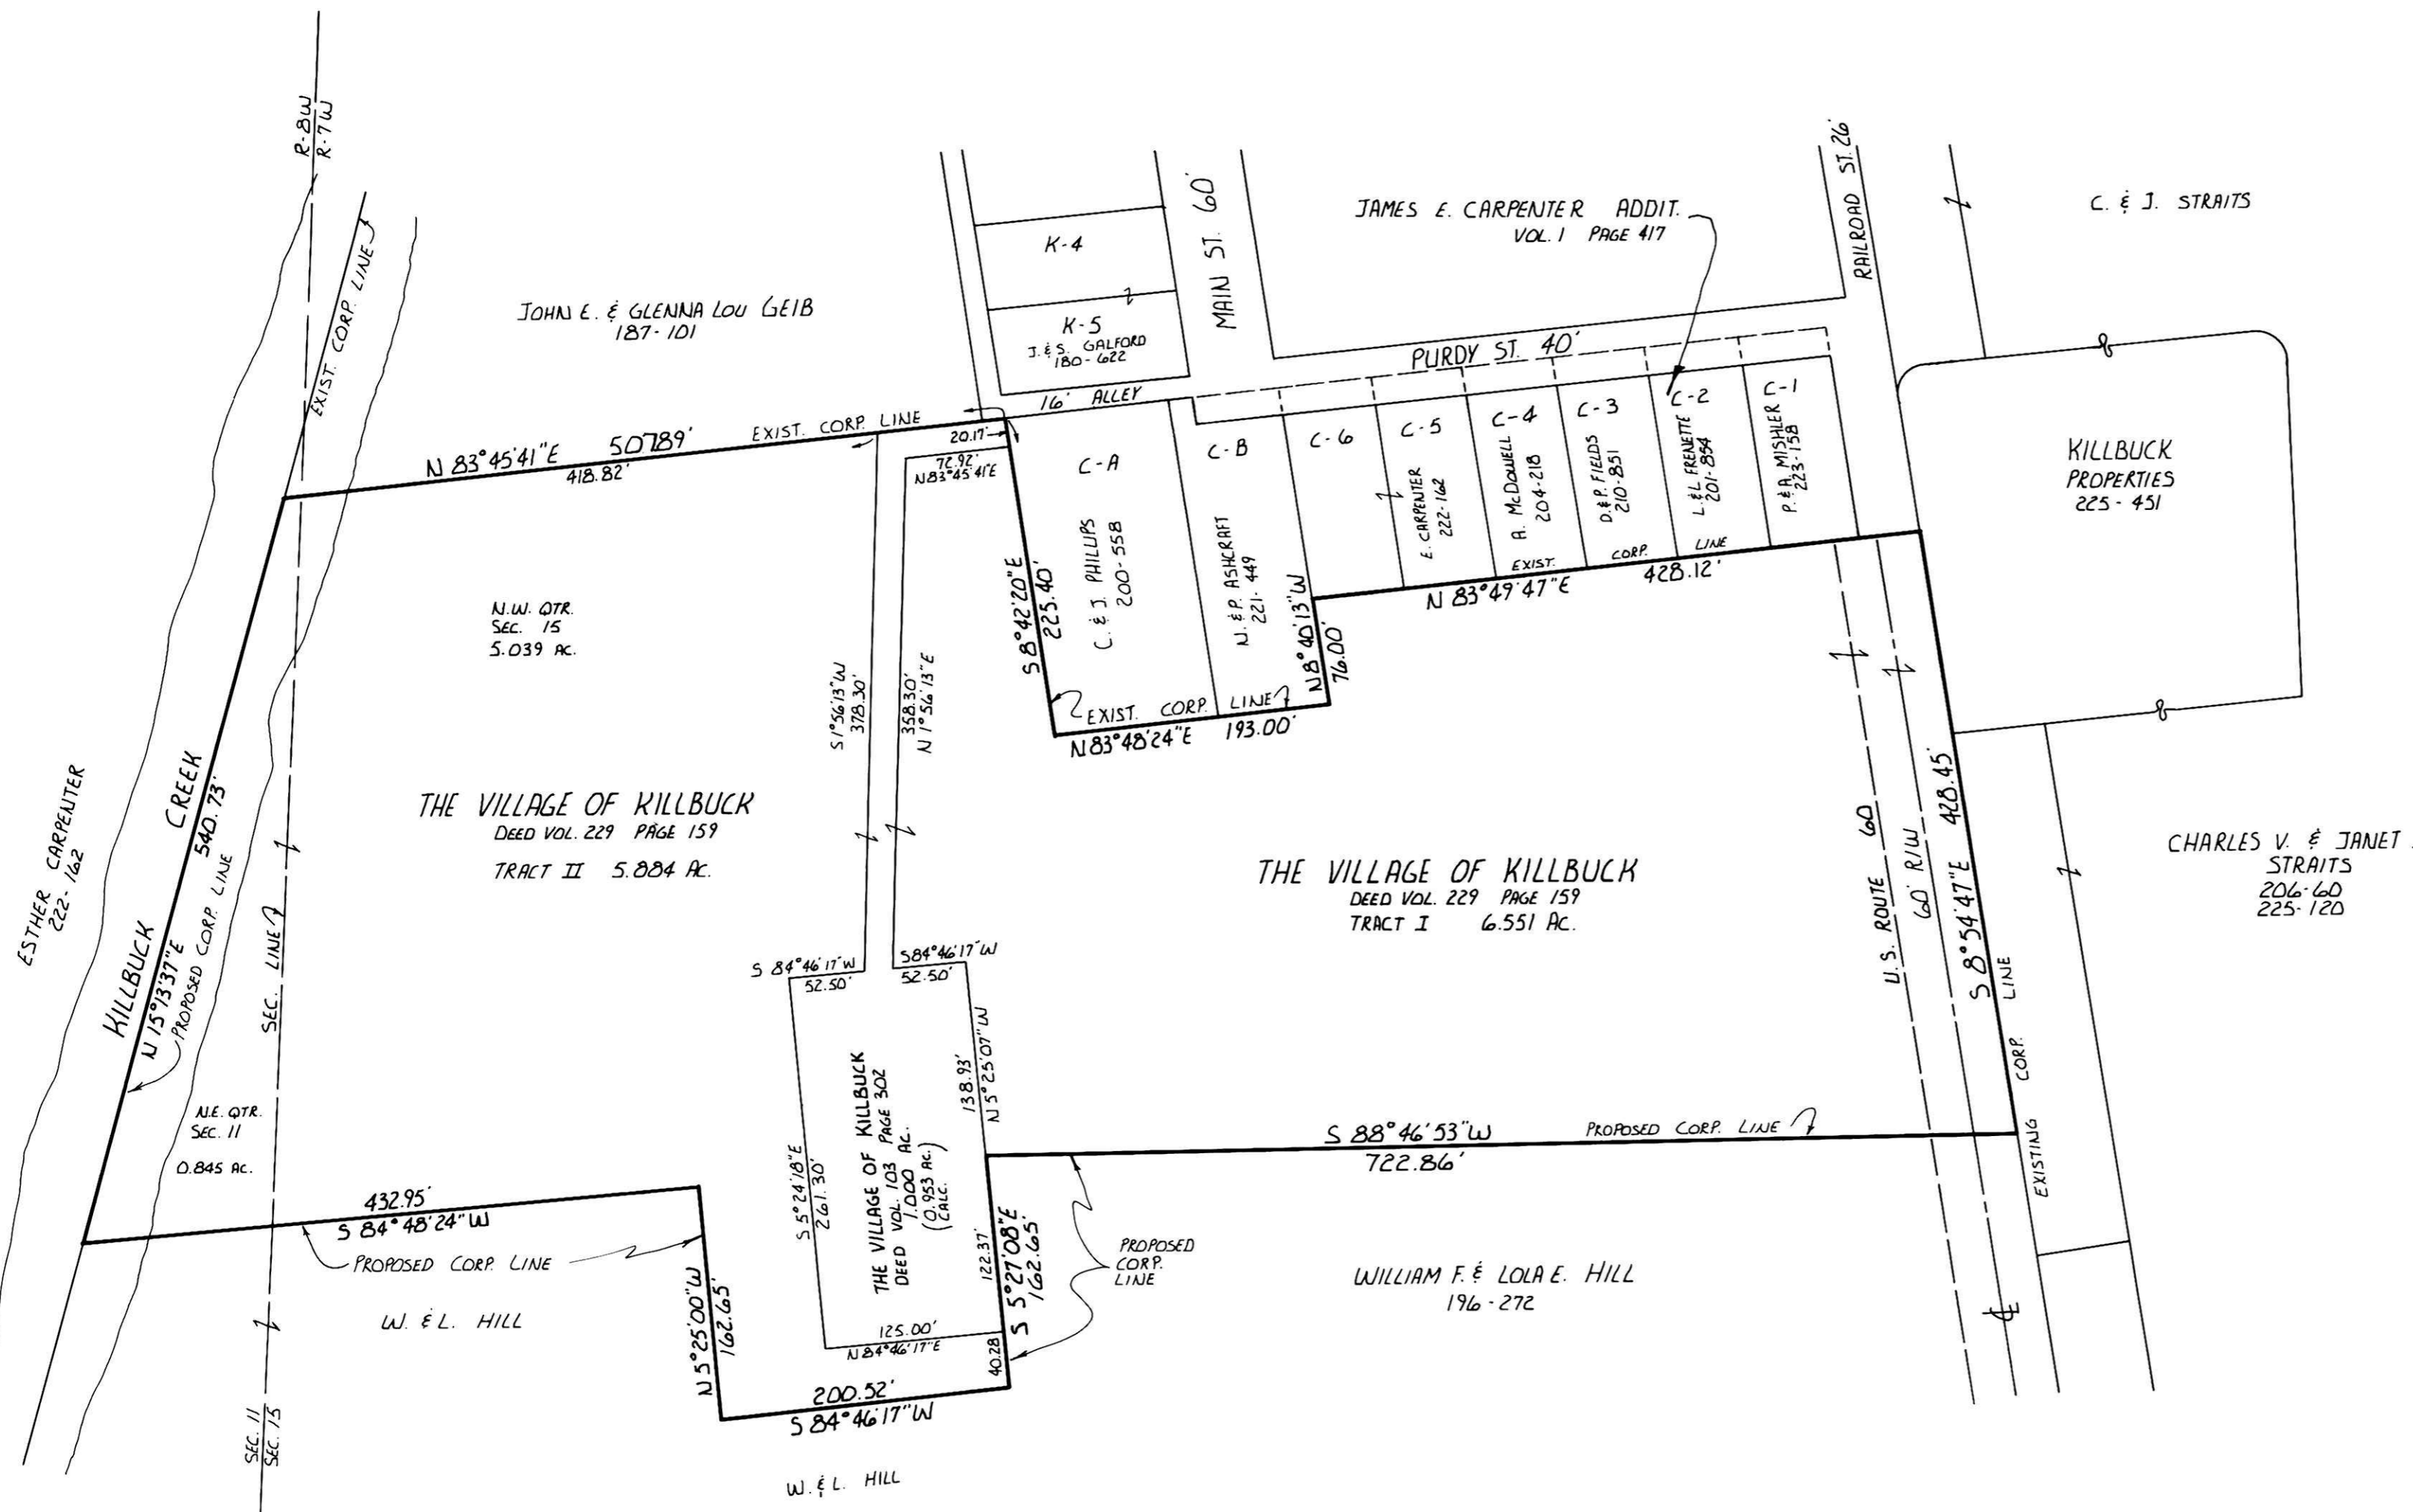 R-8W
R-7W
EXIST. CORP. LINE
JOHN E. & GLENNA LOU GEIB
187-101
K-4
K-5
J. & S. GALFORD
180-622
MAIN ST. 60'
JAMES E. CARPENTER ADDIT.
VOL. 1 PAGE 417
RAILROAD ST. 26'
C. & J. STRAITS
PURDY ST. 40'
16' ALLEY
EXIST. CORP. LINE
N 83°45'41"E 507.89'
418.82'
20.17'
72.92'
N83°45'41"E
C-A
C. & J. PHILLIPS
200-558
C-B
N. & P. ASHCRAFT
221-449
C-6
C-5
E. CARPENTER
222-162
C-4
A. McDOWELL
204-218
C-3
D. & P. FIELDS
210-851
C-2
L. & L. FRENETTE
201-854
C-1
P. & A. MISHLER
223-158
KILLBUCK
PROPERTIES
225-451
EXIST. CORP. LINE
N 83°49'47"E 428.12'
S 8°42'20"E
225.40'
N8°40'13"W
76.00'
EXIST. CORP. LINE
N83°48'24"E 193.00'
N.W. QTR.
SEC. 15
5.039 AC.
S1°56'13"W
378.30'
358.30'
N1°56'13"E
THE VILLAGE OF KILLBUCK
DEED VOL. 229 PAGE 159
TRACT II 5.884 AC.
THE VILLAGE OF KILLBUCK
DEED VOL. 229 PAGE 159
TRACT I 6.551 AC.
U.S. ROUTE 60
60' R/W
S 8°54'47"E 428.45'
EXISTING CORP. LINE
CHARLES V. & JANET
STRAITS
206-60
225-120
ESTHER CARPENTER
222-162
KILLBUCK CREEK
N 15°13'37"E 540.73'
PROPOSED CORP. LINE
SEC. LINE
S 84°46'17"W
52.50'
S84°46'17"W
52.50'
138.93'
N5°25'07"W
S5°24'18"E
261.30'
THE VILLAGE OF KILLBUCK
DEED VOL. 103 PAGE 302
1.000 AC.
(0.953 AC.)
CALC.
N.E. QTR.
SEC. 11
0.845 AC.
S 88°46'53"W
722.86'
PROPOSED CORP. LINE
432.95'
S 84°48'24"W
PROPOSED CORP. LINE
W. & L. HILL
N5°25'00"W
162.65'
122.37'
S 5°27'08"E
162.65'
PROPOSED
CORP.
LINE
125.00'
N84°46'17"E
40.28
200.52'
S 84°46'17"W
WILLIAM F. & LOLA E. HILL
196-272
SEC. 11
SEC. 15
W. & L. HILL